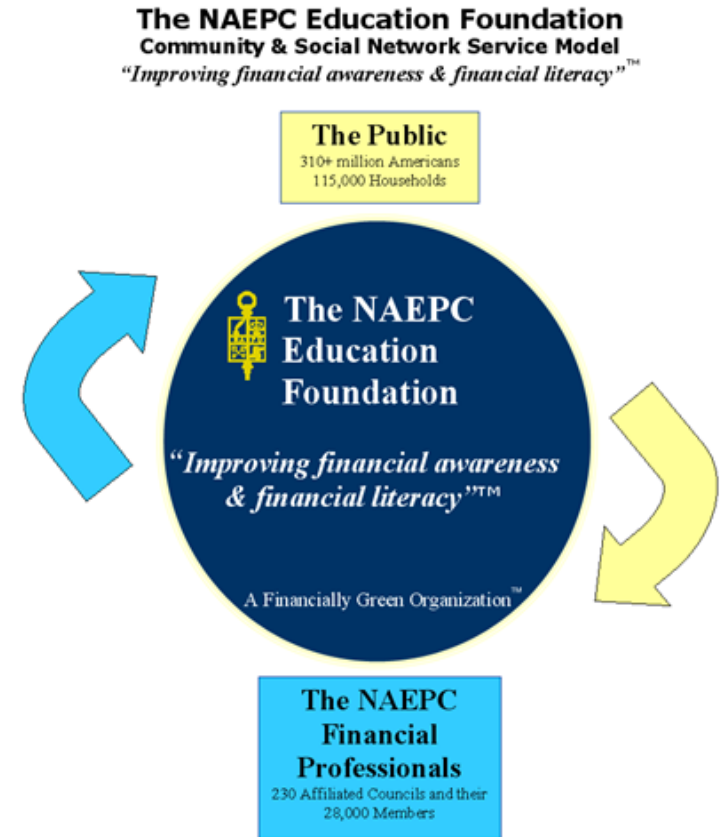 The NAEPC Education Foundation
Community & Social Network Service Model
“Improving financial awareness & financial literacy”™
The Public
310+ million Americans
115,000 Households
The NAEPC
Education
Foundation
“Improving financial awareness
& financial literacy”™
A Financially Green Organization™
The NAEPC
Financial
Professionals
230 Affiliated Councils and their
28,000 Members